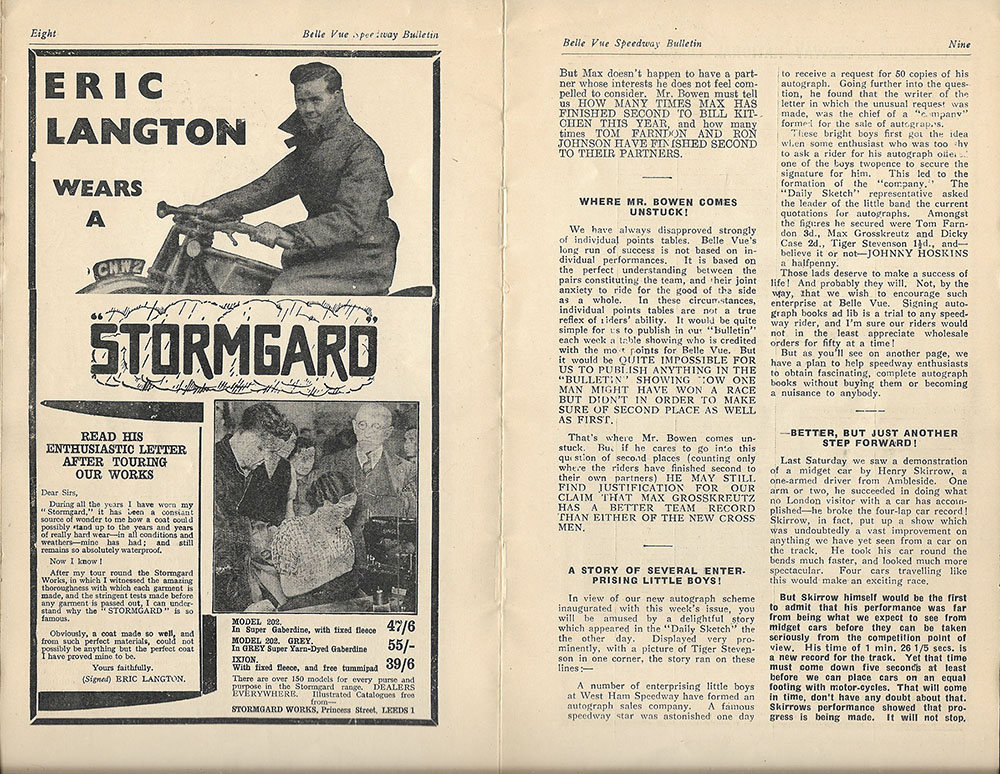 Eight
Belle Vue Speedway Bulletin
ERIC
LANGTON
WEARS
A
CNW2
"STORMGARD"
READ HIS
ENTHUSIASTIC LETTER
AFTER TOURING
OUR WORKS
Dear Sirs,
During all the years I have worn my
"Stormgard," it has been a constant
source of wonder to me how a coat could
possibly stand up to the years and years
of really hard wear—in all conditions and
weathers—mine has had; and still
remains so absolutely waterproof.
Now I know!
After my tour round the Stormgard
Works, in which I witnessed the amazing
thoroughness with which each garment is
made, and the stringent tests made before
any garment is passed out, I can under-
stand why the "STORMGARD" is so
famous.
Obviously, a coat made so well, and
from such perfect materials, could not
possibly be anything but the perfect coat
I have proved mine to be.
Yours faithfully.
(Signed) ERIC LANGTON.
MODEL 202.
In Super Gaberdine, with fixed fleece 47/6
MODEL 202. GREY.
In GREY Super Yarn-Dyed Gaberdine 55/-
IXION.
With fixed fleece, and free tummipad 39/6
There are over 150 models for every purse and
purpose in the Stormgard range. DEALERS
EVERYWHERE. Illustrated Catalogues free
from—
STORMGARD WORKS, Princess Street, LEEDS 1
Belle Vue Speedway Bulletin
Nine
But Max doesn't happen to have a part-
ner whose interests he does not feel com-
pelled to consider. Mr. Bowen must tell
us HOW MANY TIMES MAX HAS
FINISHED SECOND TO BILL KIT-
CHEN THIS YEAR, and how many
times TOM FARNDON AND RON
JOHNSON HAVE FINISHED SECOND
TO THEIR PARTNERS.
WHERE MR. BOWEN COMES
UNSTUCK!
We have always disapproved strongly
of individual points tables. Belle Vue's
long run of success is not based on in-
dividual performances. It is based on
the perfect understanding between the
pairs constituting the team, and their joint
anxiety to ride for the good of the side
as a whole. In these circumstances,
individual points tables are not a true
reflex of riders' ability. It would be quite
simple for us to publish in our "Bulletin"
each week a table showing who is credited
with the most points for Belle Vue. But
it would be QUITE IMPOSSIBLE FOR
US TO PUBLISH ANYTHING IN THE
"BULLETIN" SHOWING HOW ONE
MAN MIGHT HAVE WON A RACE
BUT DIDN'T IN ORDER TO MAKE
SURE OF SECOND PLACE AS WELL
AS FIRST.
That's where Mr. Bowen comes un-
stuck. But if he cares to go into this
question of second places (counting only
where the riders have finished second to
their own partners) HE MAY STILL
FIND JUSTIFICATION FOR OUR
CLAIM THAT MAX GROSSKREUTZ
HAS A BETTER TEAM RECORD
THAN EITHER OF THE NEW CROSS
MEN.
A STORY OF SEVERAL ENTER-
PRISING LITTLE BOYS!
In view of our new autograph scheme
inaugurated with this week's issue, you
will be amused by a delightful story
which appeared in the "Daily Sketch" the
the other day. Displayed very pro-
minently, with a picture of Tiger Steven-
son in one corner, the story ran on these
lines:—
A number of enterprising little boys
at West Ham Speedway have formed an
autograph sales company. A famous
speedway star was astonished one day
to receive a request for 50 copies of his
autograph. Going further into the ques-
tion, he found that the writer of the
letter in which the unusual request was
made, was the chief of a "company"
formed for the sale of autographs.
These bright boys first got the idea
when some enthusiast who was too shy
to ask a rider for his autograph offered
one of the boys twopence to secure the
signature for him. This led to the
formation of the "company." The
"Daily Sketch" representative asked
the leader of the little band the current
quotations for autographs. Amongst
the figures he secured were Tom Farn-
don 3d., Max Grosskreutz and Dicky
Case 2d., Tiger Stevenson 1½d., and—
believe it or not—JOHNNY HOSKINS
a halfpenny.
Those lads deserve to make a success of
life! And probably they will. Not, by the
way, that we wish to encourage such
enterprise at Belle Vue. Signing auto-
graph books ad lib is a trial to any speed-
way rider, and I'm sure our riders would
not in the least appreciate wholesale
orders for fifty at a time!
But as you'll see on another page, we
have a plan to help speedway enthusiasts
to obtain fascinating, complete autograph
books without buying them or becoming
a nuisance to anybody.
—BETTER, BUT JUST ANOTHER
STEP FORWARD!
Last Saturday we saw a demonstration
of a midget car by Henry Skirrow, a
one-armed driver from Ambleside. One
arm or two, he succeeded in doing what
no London visitor with a car has accom-
plished—he broke the four-lap car record!
Skirrow, in fact, put up a show which
was undoubtedly a vast improvement on
anything we have yet seen from a car on
the track. He took his car round the
bends much faster, and looked much more
spectacular. Four cars travelling like
this would make an exciting race.
But Skirrow himself would be the first
to admit that his performance was far
from being what we expect to see from
midget cars before they can be taken
seriously from the competition point of
view. His time of 1 min. 26 1/5 secs. is
a new record for the track. Yet that time
must come down five seconds at least
before we can place cars on an equal
footing with motor-cycles. That will come
in time, don't have any doubt about that.
Skirrows performance showed that pro-
gress is being made. It will not stop.